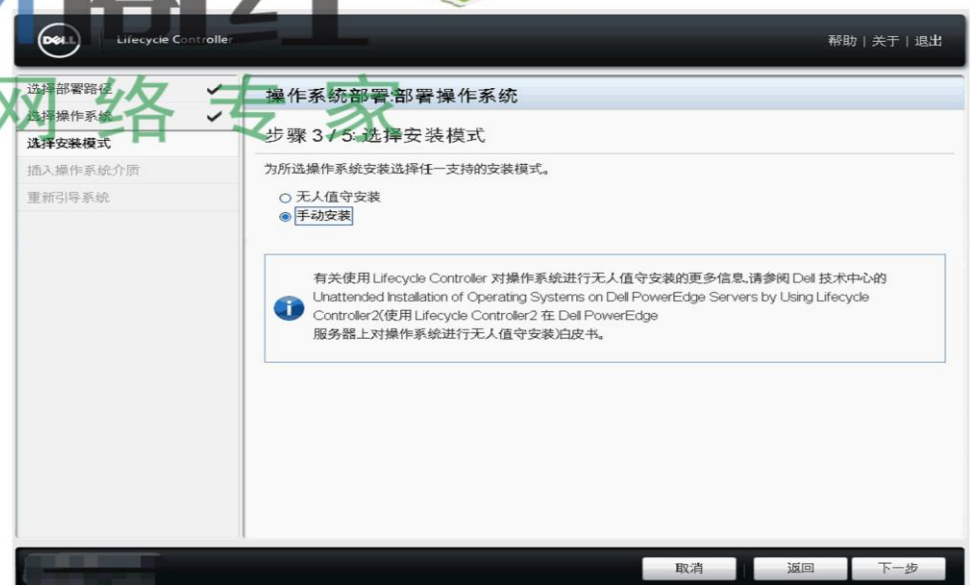 DELL
Lifecycle Controller
帮助 | 关于 | 退出
网络专家
选择部署路径
选择操作系统
选择安装模式
插入操作系统介质
重新引导系统
操作系统部署:部署操作系统
步骤 3 / 5: 选择安装模式
为所选操作系统安装选择任一支持的安装模式。
无人值守安装
手动安装
有关使用 Lifecycle Controller 对操作系统进行无人值守安装的更多信息,请参阅 Dell 技术中心的
Unattended Installation of Operating Systems on Dell PowerEdge Servers by Using Lifecycle
Controller2(使用 Lifecycle Controller2 在 Dell PowerEdge
服务器上对操作系统进行无人值守安装)白皮书。
取消
返回
下一步